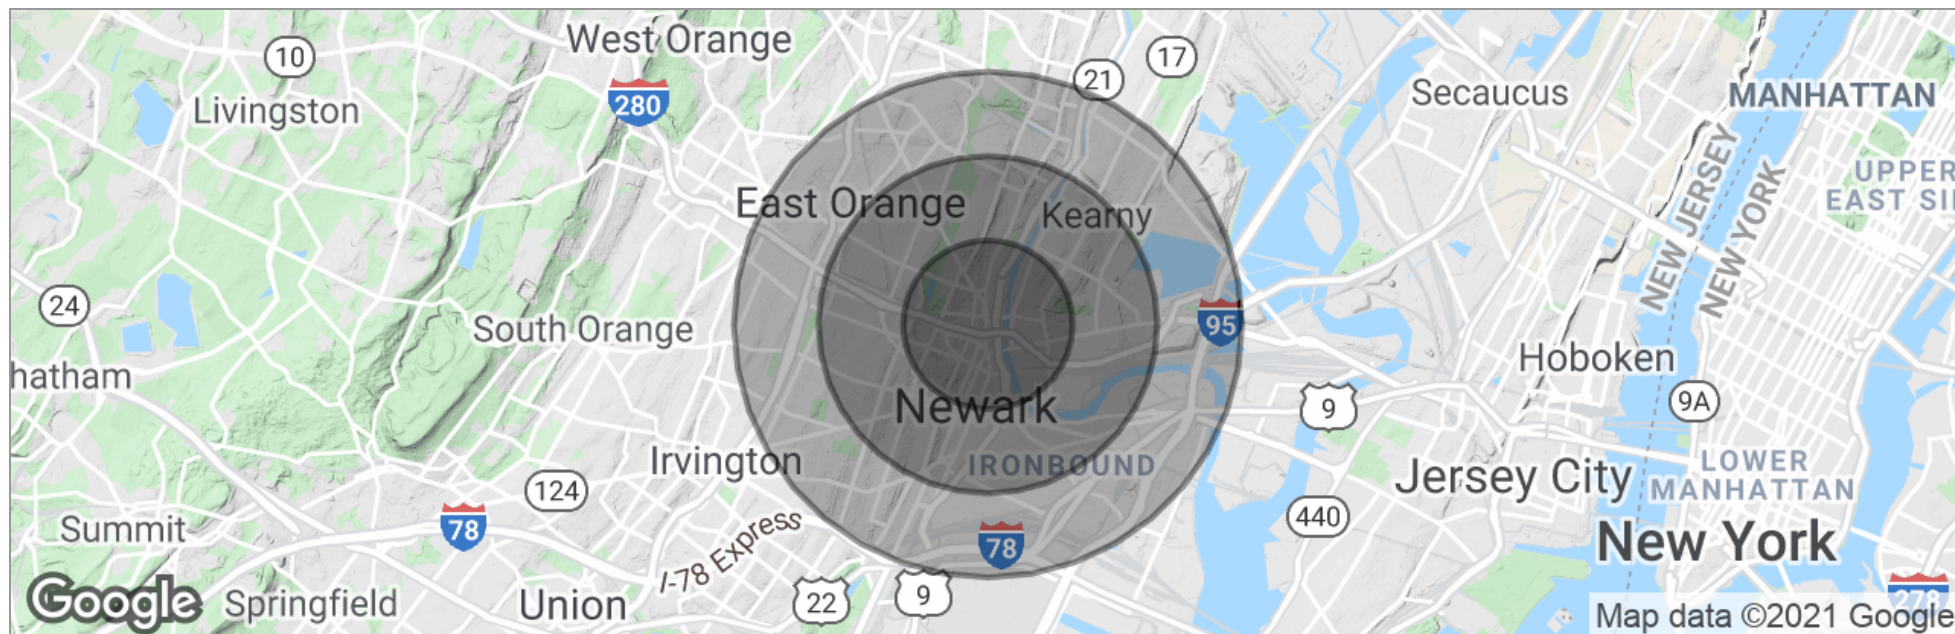 West Orange
10
17
21
280
Secaucus
MANHATTAN
Livingston
NEW JERSEY
NEW YORK
UPPER
EAST SI
East Orange
Kearny
24
South Orange
95
Hoboken
hatham
9
9A
Newark
Irvington
IRONBOUND
Jersey City
LOWER
MANHATTAN
124
440
Summit
78
I-78 Express
78
New York
Google
Springfield
Union
22
9
278
Map data ©2021 Google